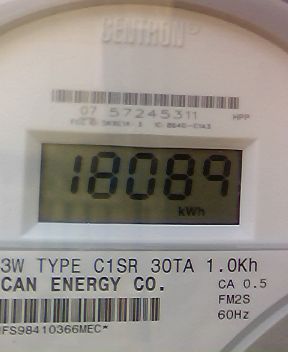 CENTRON®
07 57245311 HPP
18089
kWh
3W TYPE C1SR 30TA 1.0Kh
CAN ENERGY CO. CA 0.5
FM2S
FS98410366MEC* 60Hz